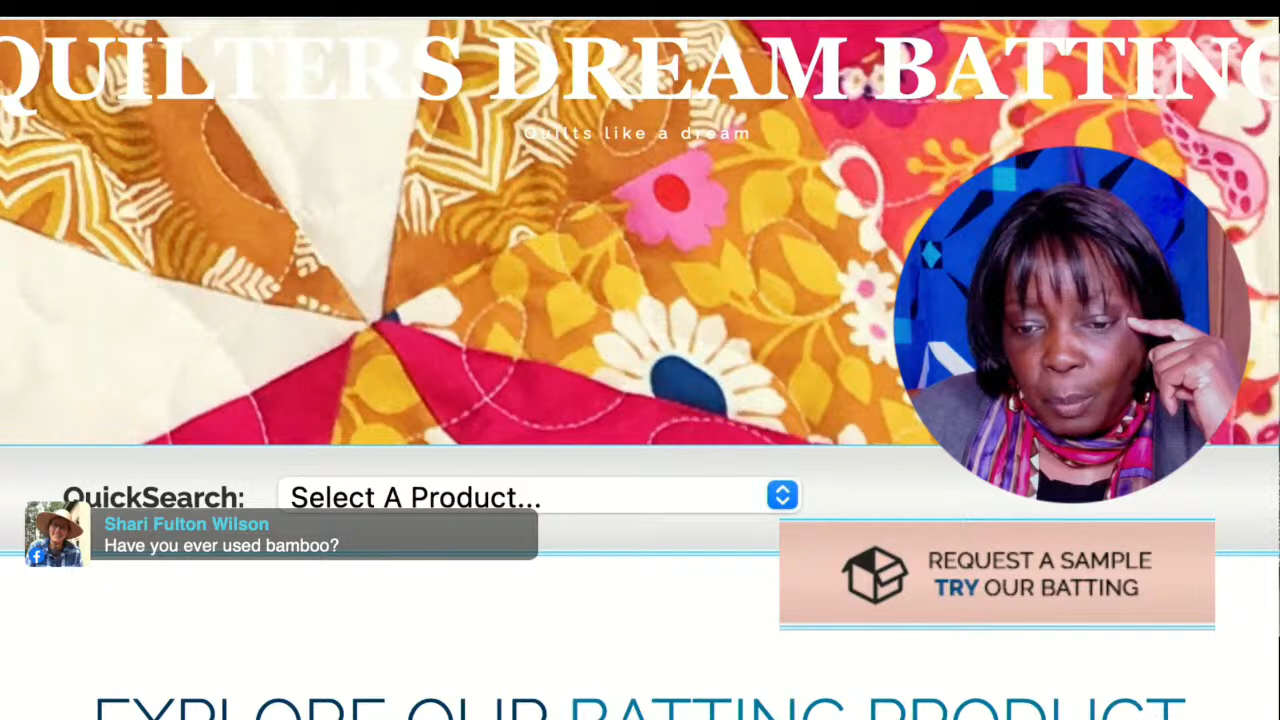 QUILTERS DREAM BATTING
Quilts like a dream
QuickSearch:
Select A Product...
Shari Fulton Wilson
Have you ever used bamboo?
REQUEST A SAMPLE
TRY OUR BATTING
EXPLORE OUR BATTING PRODUCT